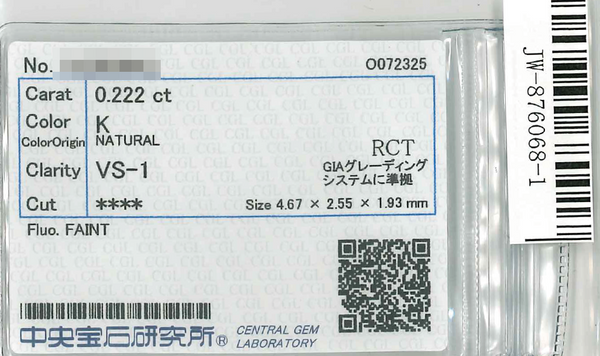 No. O072325
Carat 0.222 ct
Color K
ColorOrigin NATURAL
RCT
Clarity VS-1
GIAグレーディング
システムに準拠
Cut ****
Size 4.67 × 2.55 × 1.93 mm
Fluo. FAINT
中央宝石研究所®
CENTRAL GEM
LABORATORY
JW-876068-1